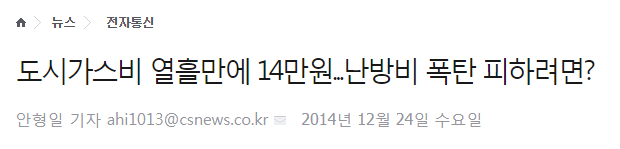 뉴스 전자통신
도시가스비 열흘만에 14만원...난방비 폭탄 피하려면?
안형일 기자 ahi1013@csnews.co.kr 2014년 12월 24일 수요일